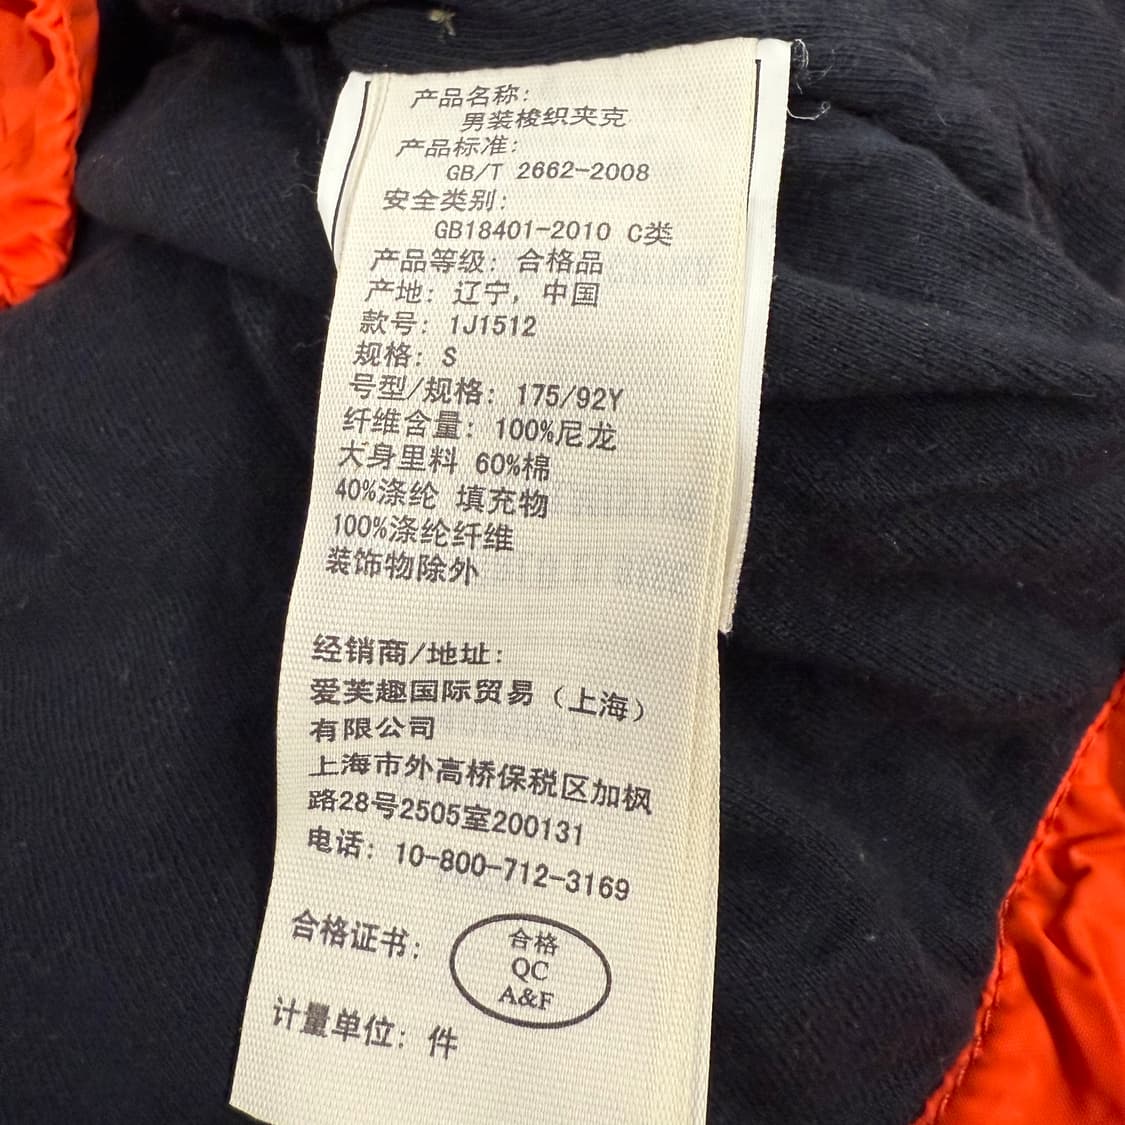 产品名称:
男装梭织夹克
产品标准:
GB/T 2662-2008
安全类别:
GB18401-2010 C类
产品等级: 合格品
产地: 辽宁, 中国
款号: 1J1512
规格: S
号型/规格: 175/92Y
纤维含量: 100%尼龙
大身里料 60%棉
40%涤纶 填充物
100%涤纶纤维
装饰物除外
经销商/地址:
爱芙趣国际贸易（上海）
有限公司
上海市外高桥保税区加枫
路28号2505室200131
电话: 10-800-712-3169
合格证书:
合格
QC
A&F
计量单位: 件